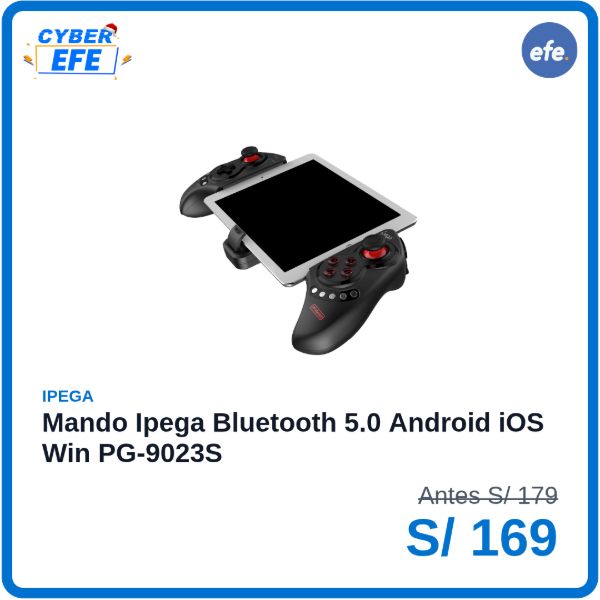 CYBER
EFE
efe.
IPEGA
Mando Ipega Bluetooth 5.0 Android iOS
Win PG-9023S
Antes S/ 179
S/ 169